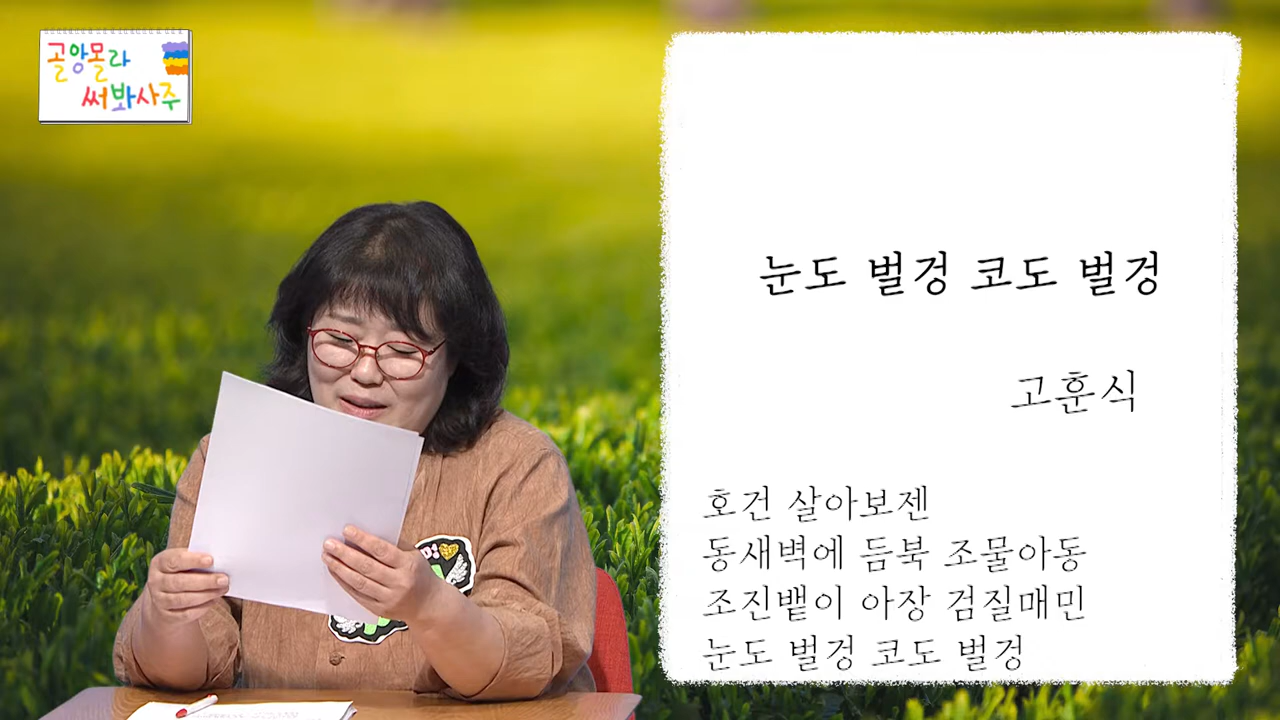 골앙몰라
써봐사주
눈도 벌겅 코도 벌겅
고훈식
호건 살아보젠
동새벽에 듬북 조물아동
조진뱉이 아장 검질매민
눈도 벌겅 코도 벌겅